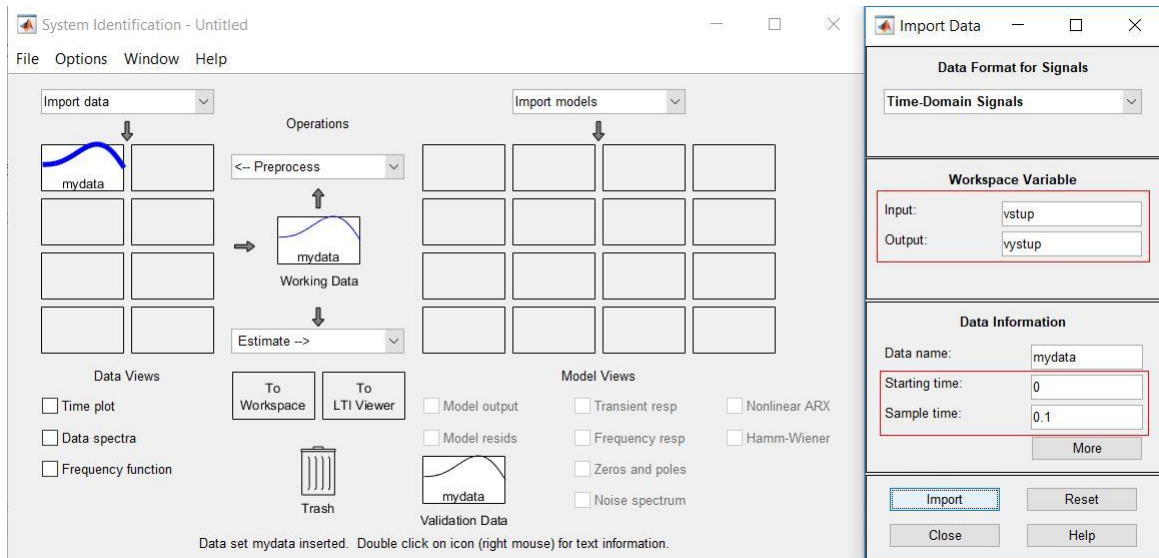 System Identification - Untitled
File Options Window Help
Import data
Import models
Operations
mydata
<-- Preprocess
mydata
Working Data
Estimate -->
Data Views
Time plot
Data spectra
Frequency function
To
Workspace
To
LTI Viewer
Trash
Model Views
Model output
Transient resp
Nonlinear ARX
Model resids
Frequency resp
Hamm-Wiener
Zeros and poles
Noise spectrum
mydata
Validation Data
Data set mydata inserted. Double click on icon (right mouse) for text information.
Import Data
Data Format for Signals
Time-Domain Signals
Workspace Variable
Input: vstup
Output: vystup
Data Information
Data name: mydata
Starting time: 0
Sample time: 0.1
More
Import Reset
Close Help